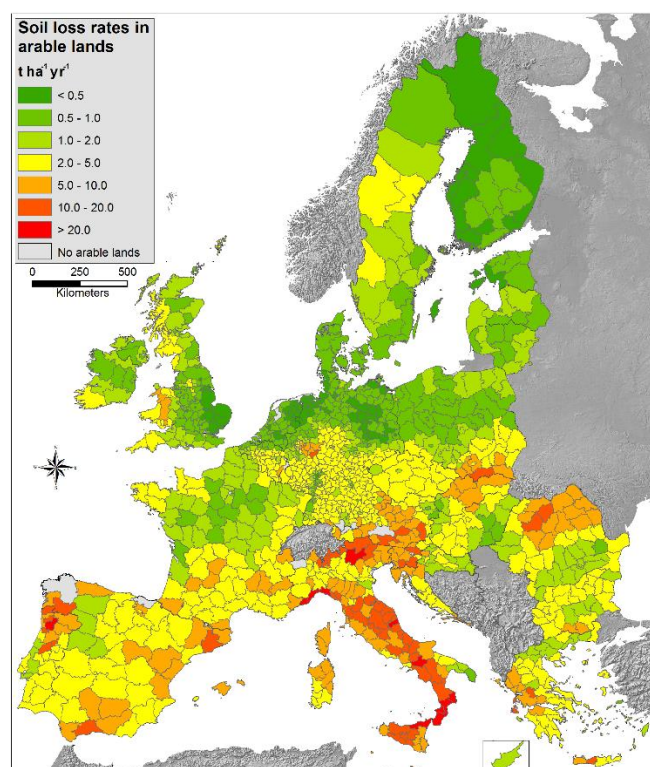 Soil loss rates in
arable lands
t ha⁻¹ yr⁻¹
< 0.5
0.5 - 1.0
1.0 - 2.0
2.0 - 5.0
5.0 - 10.0
10.0 - 20.0
> 20.0
No arable lands
0 250 500
Kilometers